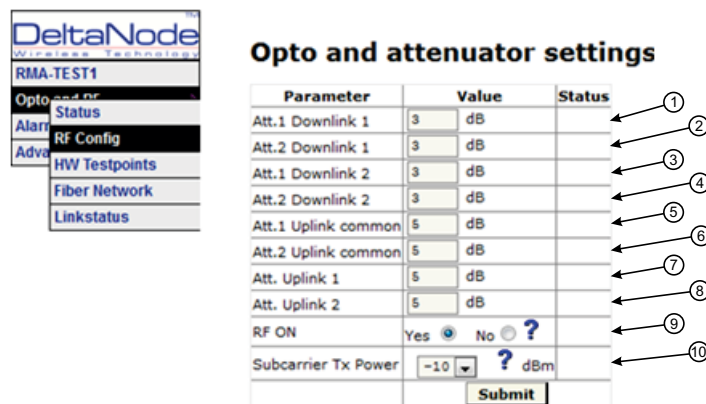 DeltaNode
Wireless Technology
TM
RMA-TEST1
Opto and RF
Status
RF Config
HW Testpoints
Fiber Network
Linkstatus
Opto and attenuator settings
Parameter Value Status
Att.1 Downlink 1 3 dB 1
Att.2 Downlink 1 3 dB 2
Att.1 Downlink 2 3 dB 3
Att.2 Downlink 2 3 dB 4
Att.1 Uplink common 5 dB 5
Att.2 Uplink common 5 dB 6
Att. Uplink 1 5 dB 7
Att. Uplink 2 5 dB 8
RF ON Yes No ? 9
Subcarrier Tx Power -10 ? dBm 10
Submit